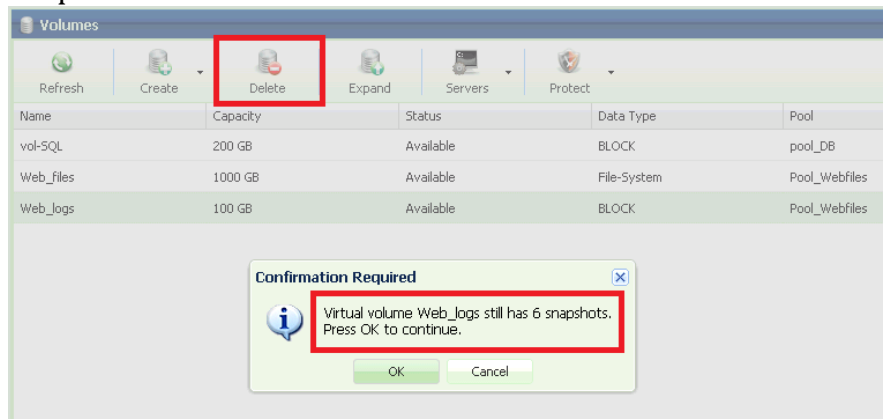 Volumes
Refresh Create Delete Expand Servers Protect
Name Capacity Status Data Type Pool
vol-SQL 200 GB Available BLOCK pool_DB
Web_files 1000 GB Available File-System Pool_Webfiles
Web_logs 100 GB Available BLOCK Pool_Webfiles
Confirmation Required
Virtual volume Web_logs still has 6 snapshots.
Press OK to continue.
OK Cancel